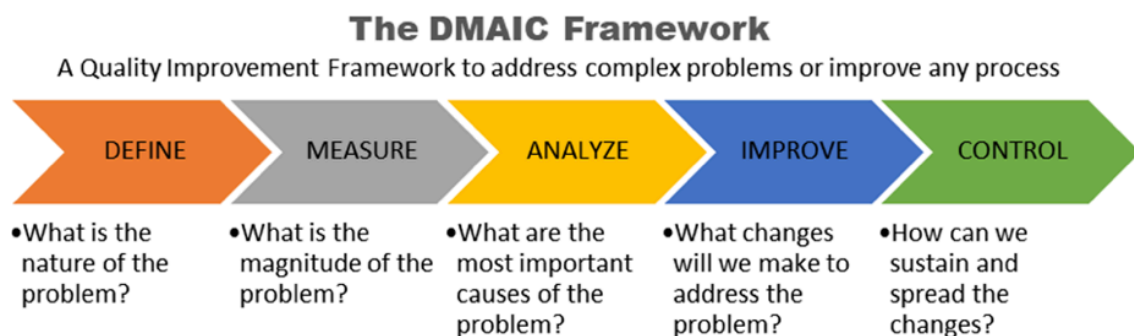 The DMAIC Framework
A Quality Improvement Framework to address complex problems or improve any process
DEFINE
MEASURE
ANALYZE
IMPROVE
CONTROL
•What is the
nature of the
problem?
•What is the
magnitude of the
problem?
•What are the
most important
causes of the
problem?
•What changes
will we make to
address the
problem?
•How can we
sustain and
spread the
changes?